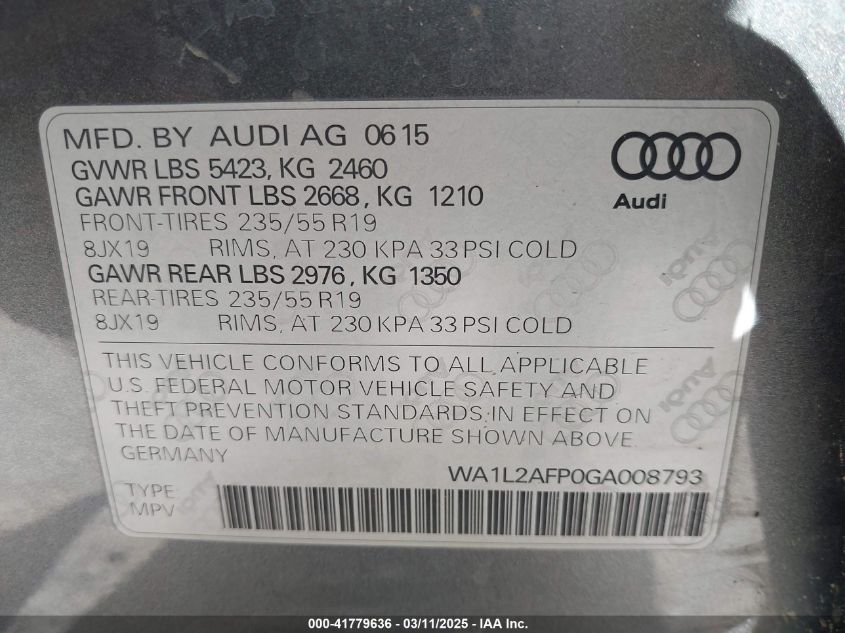 MFD. BY AUDI AG 0615
GVWR LBS 5423, KG 2460
GAWR FRONT LBS 2668, KG 1210
FRONT-TIRES 235/55 R19
8JX19 RIMS, AT 230 KPA 33 PSI COLD
GAWR REAR LBS 2976, KG 1350
REAR-TIRES 235/55 R19
8JX19 RIMS, AT 230 KPA 33 PSI COLD
Audi
Audi
Audi
THIS VEHICLE CONFORMS TO ALL APPLICABLE
U.S. FEDERAL MOTOR VEHICLE SAFETY AND
THEFT PREVENTION STANDARDS IN EFFECT ON
THE DATE OF MANUFACTURE SHOWN ABOVE
GERMANY
WA1L2AFP0GA008793
TYPE
MPV
000-41779636 - 03/11/2025 - IAA Inc.